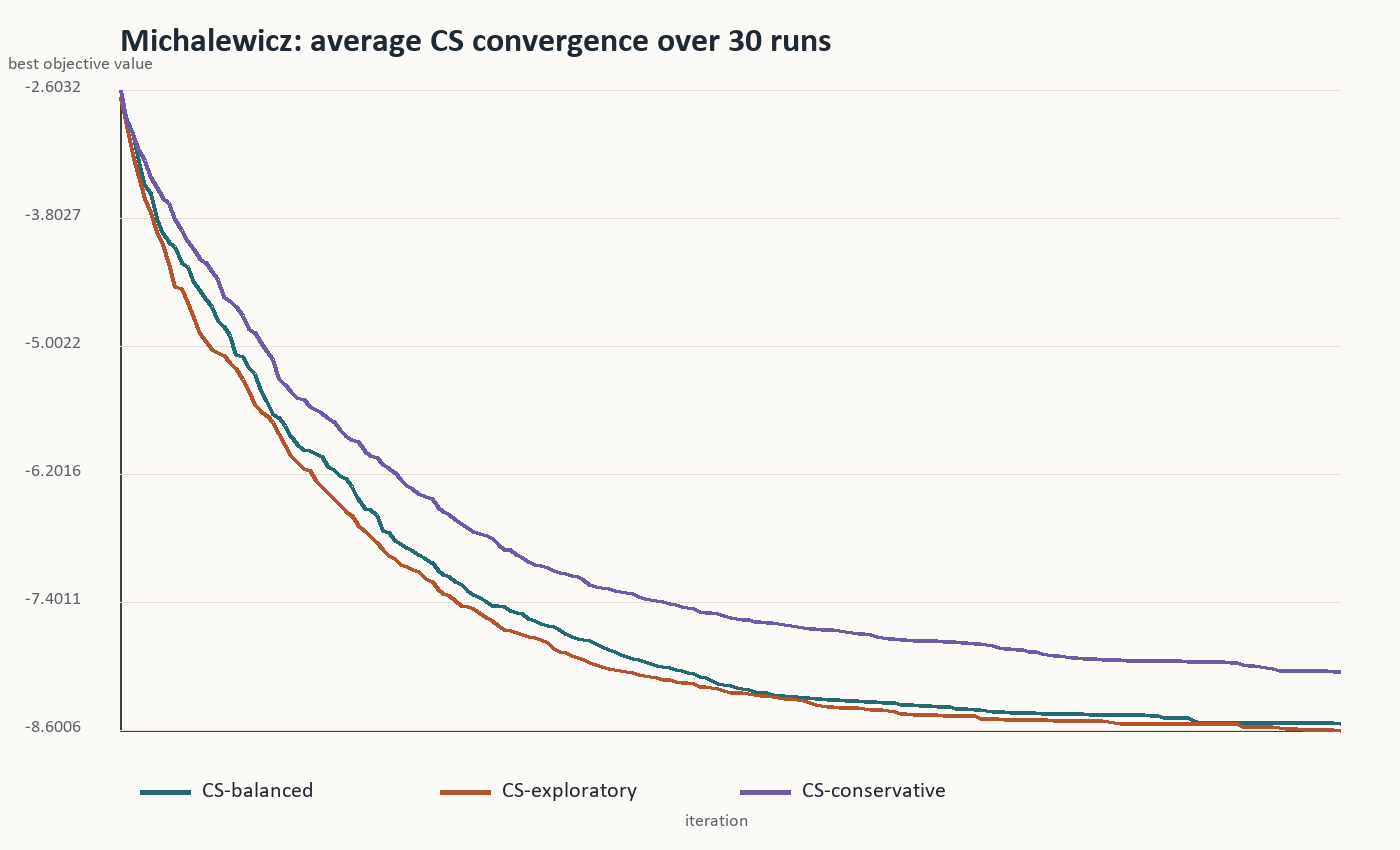 Michalewicz: average CS convergence over 30 runs
best objective value
-2.6032
-3.8027
-5.0022
-6.2016
-7.4011
-8.6006
CS-balanced
CS-exploratory
CS-conservative
iteration